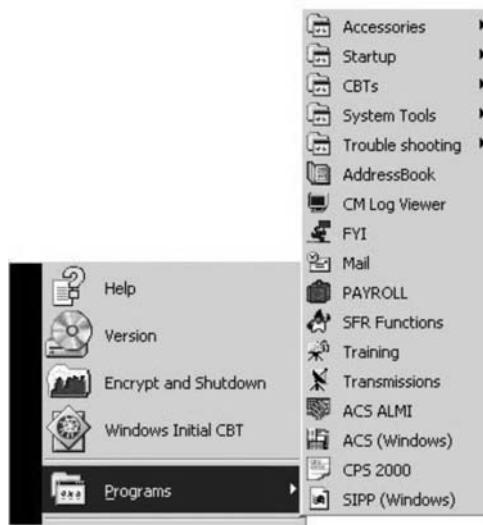 Accessories
Startup
CBTs
System Tools
Trouble shooting
AddressBook
CM Log Viewer
FYI
Mail
PAYROLL
SFR Functions
Training
Transmissions
ACS ALMI
ACS (Windows)
CPS 2000
SIPP (Windows)
Help
Version
Encrypt and Shutdown
Windows Initial CBT
Programs